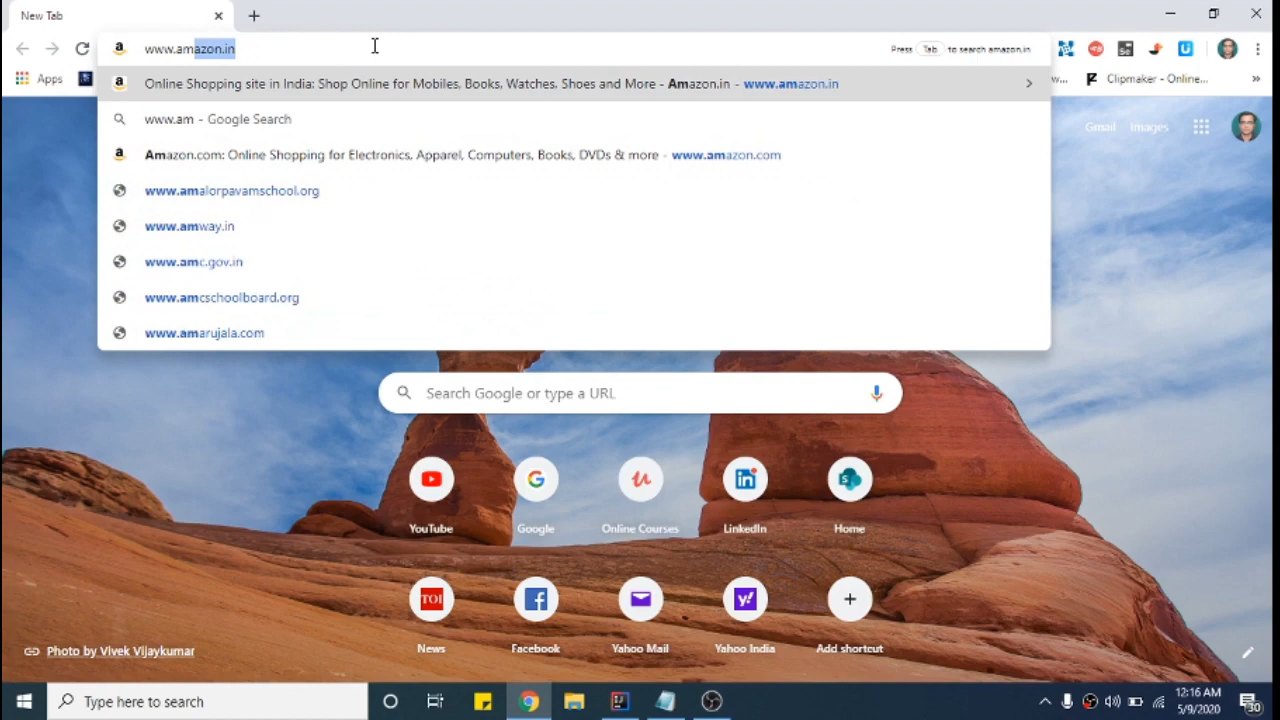 New Tab
www.amazon.in
Press Tab to search amazon.in
Apps
w...
Clipmaker - Online...
Online Shopping site in India: Shop Online for Mobiles, Books, Watches, Shoes and More - Amazon.in - www.amazon.in
www.am - Google Search
Amazon.com: Online Shopping for Electronics, Apparel, Computers, Books, DVDs & more - www.amazon.com
www.amalorpavamschool.org
www.amway.in
www.amc.gov.in
www.amcschoolboard.org
www.amarujala.com
Gmail
Images
Search Google or type a URL
YouTube
Google
Online Courses
LinkedIn
Home
TOI
News
Facebook
Yahoo Mail
Yahoo India
Add shortcut
Photo by Vivek Vijaykumar
Type here to search
12:16 AM
5/9/2020
30